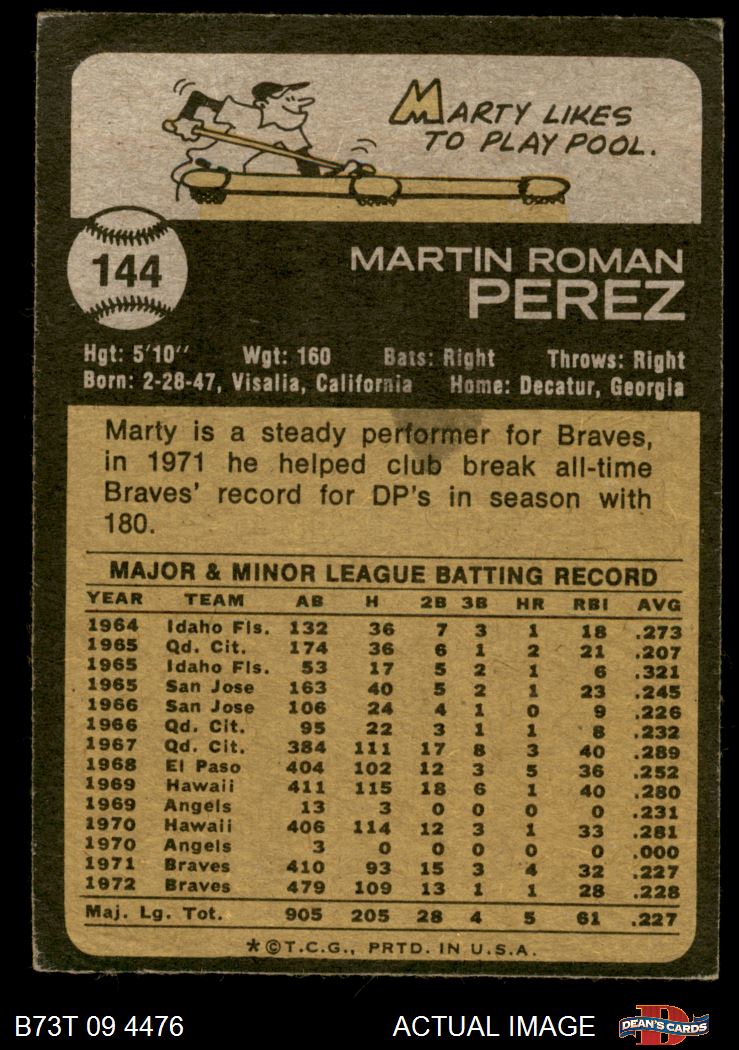 MARTY LIKES
TO PLAY POOL.
144
MARTIN ROMAN
PEREZ
Hgt: 5'10'' Wgt: 160 Bats: Right Throws: Right
Born: 2-28-47, Visalia, California Home: Decatur, Georgia
Marty is a steady performer for Braves,
in 1971 he helped club break all-time
Braves' record for DP's in season with
180.
MAJOR & MINOR LEAGUE BATTING RECORD
YEAR TEAM AB H 2B 3B HR RBI AVG
1964 Idaho Fls. 132 36 7 3 1 18 .273
1965 Qd. Cit. 174 36 6 1 2 21 .207
1965 Idaho Fls. 53 17 5 2 1 6 .321
1965 San Jose 163 40 5 2 1 23 .245
1966 San Jose 106 24 4 1 0 9 .226
1966 Qd. Cit. 95 22 3 1 1 8 .232
1967 Qd. Cit. 384 111 17 8 3 40 .289
1968 El Paso 404 102 12 3 5 36 .252
1969 Hawaii 411 115 18 6 1 40 .280
1969 Angels 13 3 0 0 0 0 .231
1970 Hawaii 406 114 12 3 1 33 .281
1970 Angels 3 0 0 0 0 0 .000
1971 Braves 410 93 15 3 4 32 .227
1972 Braves 479 109 13 1 1 28 .228
Maj. Lg. Tot. 905 205 28 4 5 61 .227
*©T.C.G., PRTD. IN U.S.A.
B73T 09 4476 ACTUAL IMAGE D DEAN'S CARDS